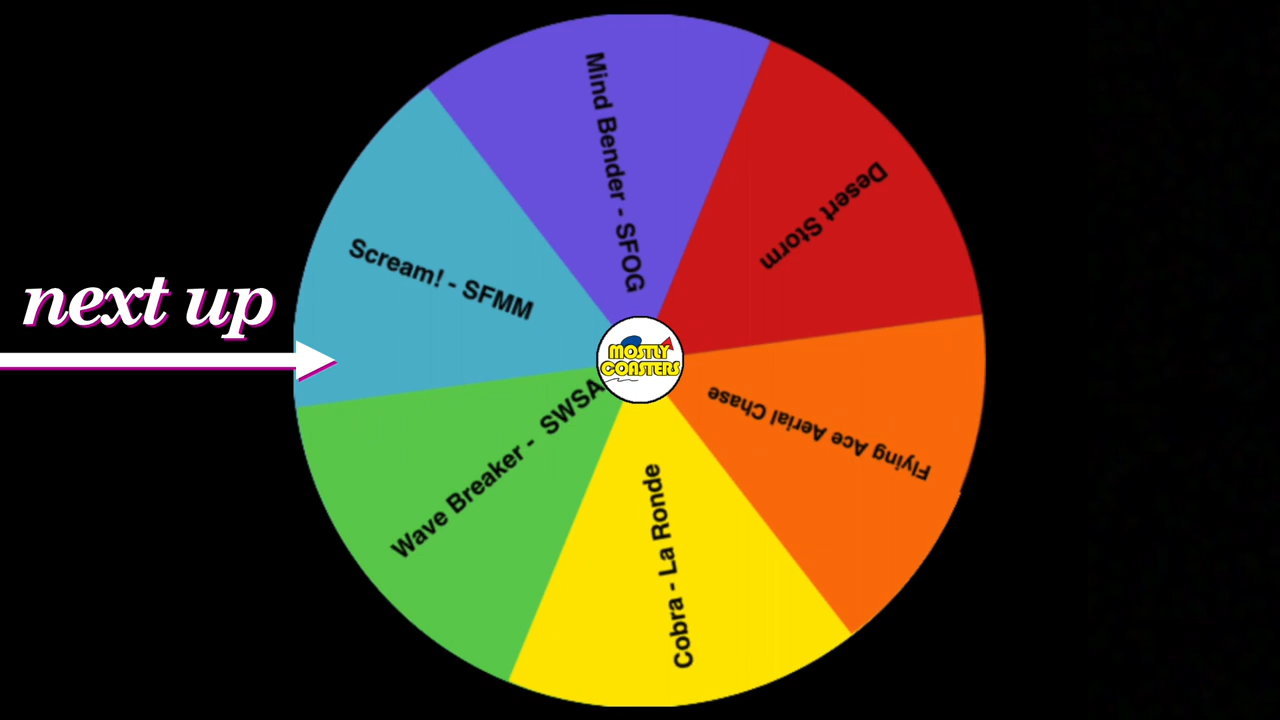 next up
Mind Bender - SFOG
Desert Storm
Scream! - SFMM
MOSTLY
COASTERS
Flying Ace Aerial Chase
Wave Breaker - SWSA
Cobra - La Ronde